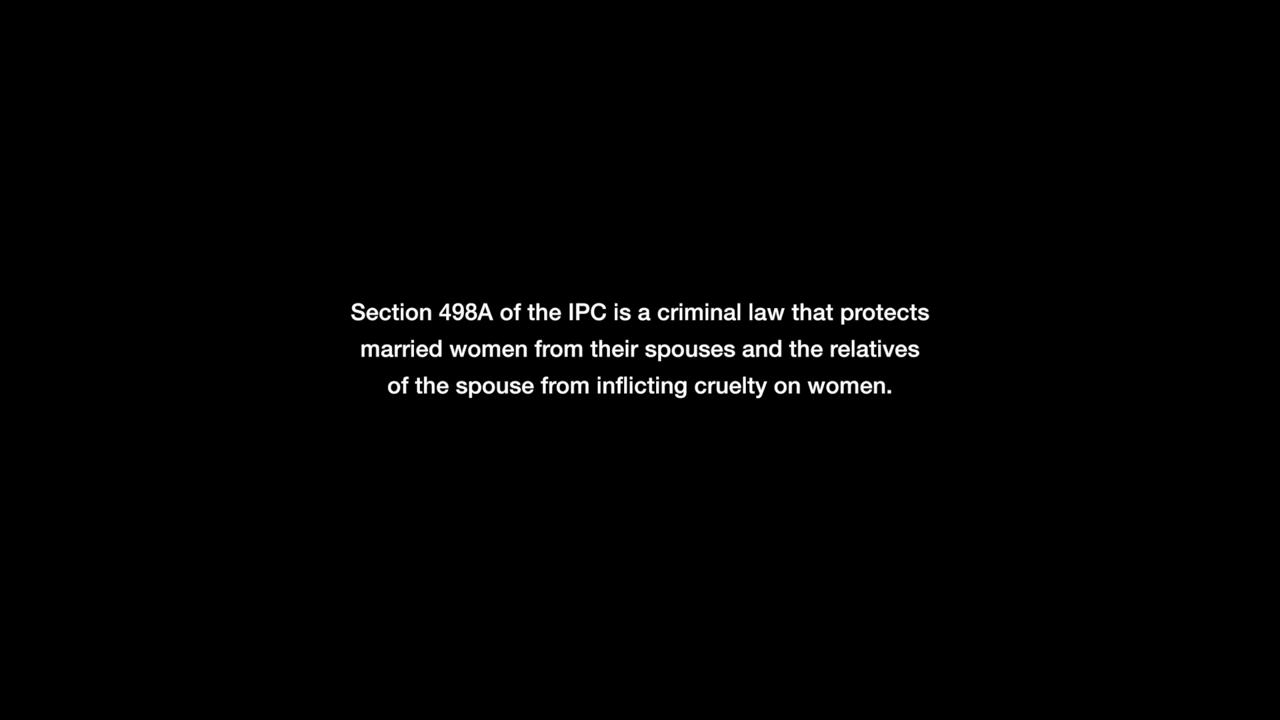 Section 498A of the IPC is a criminal law that protects
married women from their spouses and the relatives
of the spouse from inflicting cruelty on women.